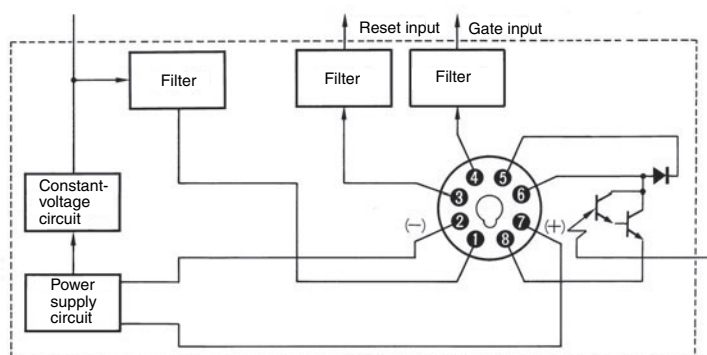 Reset input
Gate input
Filter
Filter
Filter
4
5
3
6
Constant-
voltage
circuit
(−)
2
7
(+)
1
8
Power
supply
circuit